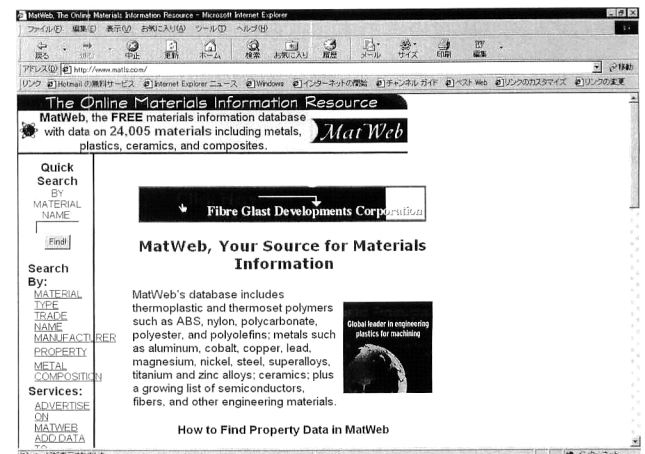 MatWeb, The Online Materials Information Resource - Microsoft Internet Explorer
ファイル(F) 編集(E) 表示(V) お気に入り(A) ツール(T) ヘルプ(H)
戻る 中止 更新 ホーム 検索 お気に入り 履歴 メール サイズ 印刷 編集
アドレス(D) http://www.matls.com/ 移動
リンク Hotmail の無料サービス Internet Explorer ニュース Windows インターネットの開始 チャンネル ガイド ベスト Web リンクのカスタマイズ リンクの変更
The Online Materials Information Resource
MatWeb, the FREE materials information database
with data on 24,005 materials including metals,
plastics, ceramics, and composites.
MatWeb
Quick
Search
BY
MATERIAL
NAME
Find!
Search
By:
MATERIAL
TYPE
TRADE
NAME
MANUFACTURER
PROPERTY
METAL
COMPOSITION
Services:
ADVERTISE
ON
MATWEB
ADD DATA
TO
Fibre Glast Developments Corporation
MatWeb, Your Source for Materials
Information
MatWeb's database includes
thermoplastic and thermoset polymers
such as ABS, nylon, polycarbonate,
polyester, and polyolefins; metals such
as aluminum, cobalt, copper, lead,
magnesium, nickel, steel, superalloys,
titanium and zinc alloys; ceramics; plus
a growing list of semiconductors,
fibers, and other engineering materials.
Global leader in engineering
plastics for machining
How to Find Property Data in MatWeb